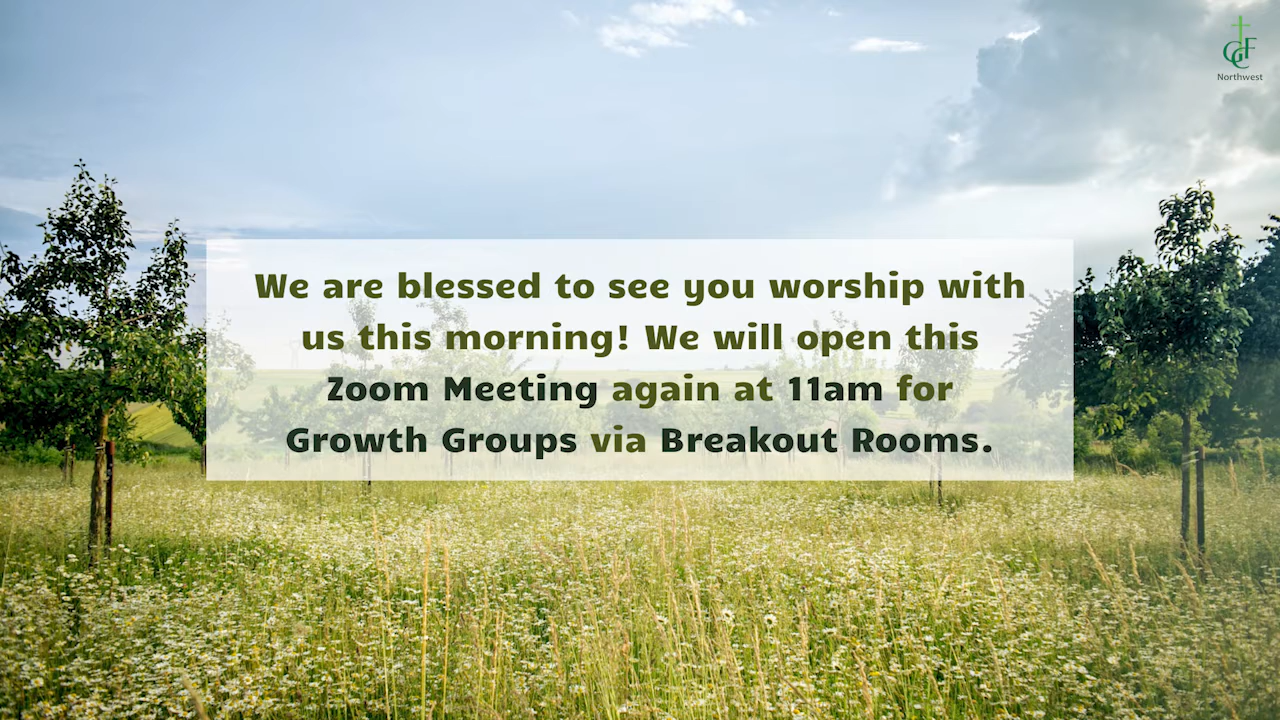 GCF
Northwest
We are blessed to see you worship with
us this morning! We will open this
Zoom Meeting again at 11am for
Growth Groups via Breakout Rooms.